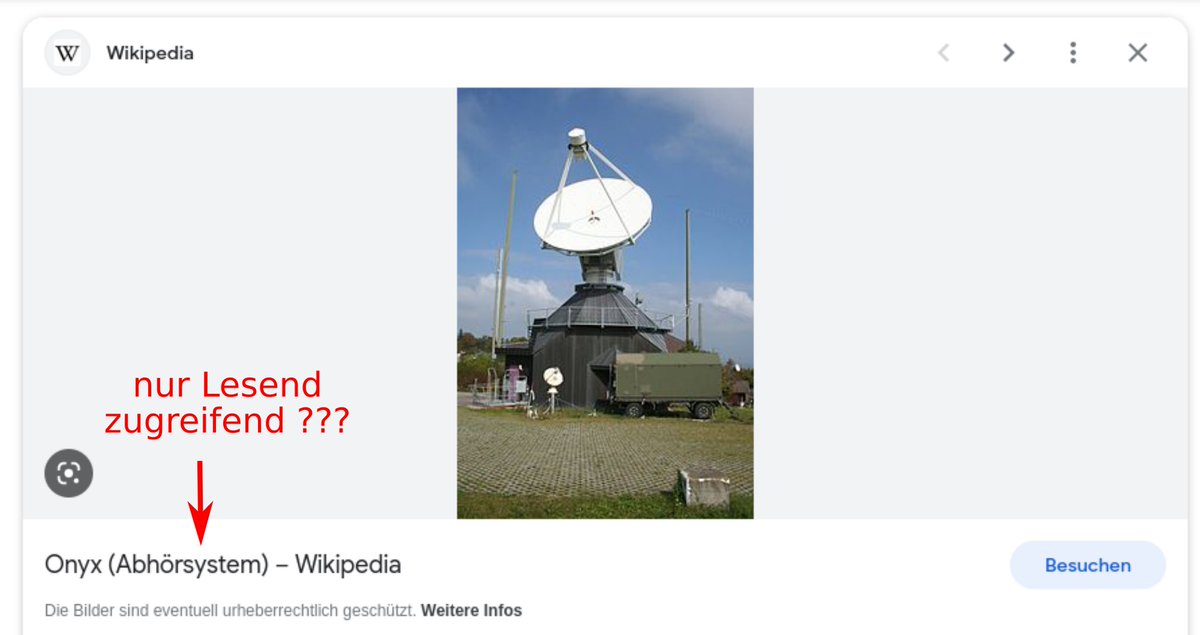 W Wikipedia
nur Lesend
zugreifend ???
Onyx (Abhörsystem) – Wikipedia
Besuchen
Die Bilder sind eventuell urheberrechtlich geschützt. Weitere Infos